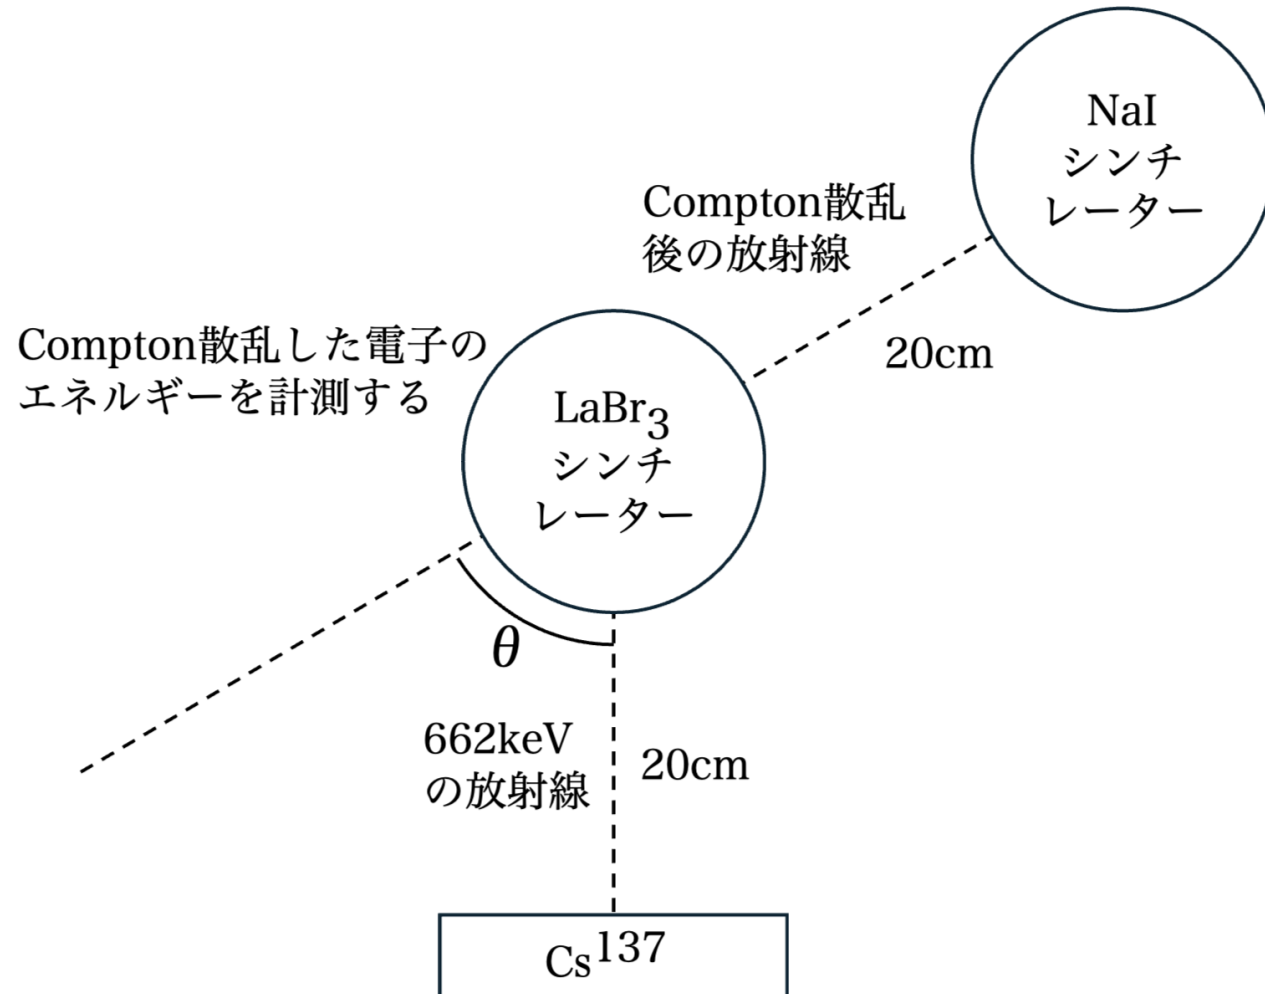 NaI
シンチ
レーター
Compton散乱
後の放射線
20cm
Compton散乱した電子の
エネルギーを計測する
LaBr3
シンチ
レーター
θ
662keV
の放射線
20cm
Cs137